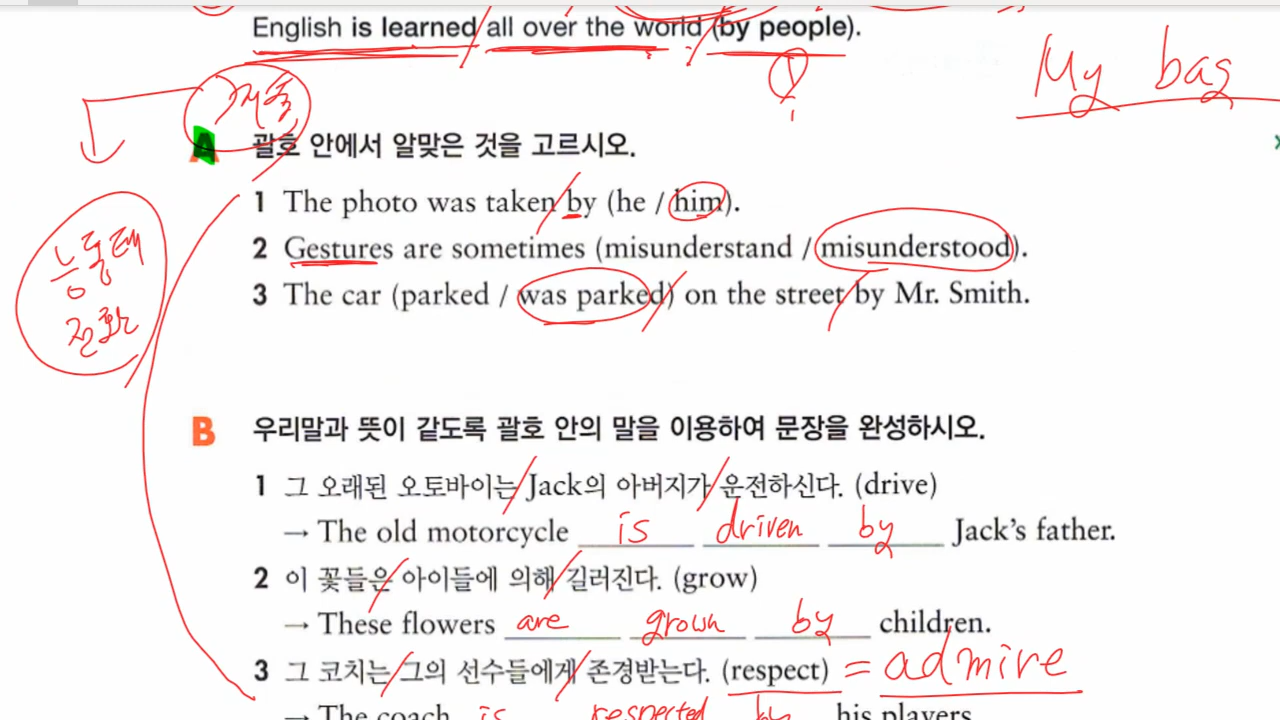 English is learned all over the world (by people).
My bag
A 괄호 안에서 알맞은 것을 고르시오.
1 The photo was taken by (he / him).
2 Gestures are sometimes (misunderstand / misunderstood).
3 The car (parked / was parked) on the street by Mr. Smith.
능동태
전환
B 우리말과 뜻이 같도록 괄호 안의 말을 이용하여 문장을 완성하시오.
1 그 오래된 오토바이는 Jack의 아버지가 운전하신다. (drive)
→ The old motorcycle is driven by Jack's father.
2 이 꽃들은 아이들에 의해 길러진다. (grow)
→ These flowers are grown by children.
3 그 코치는 그의 선수들에게 존경받는다. (respect) = admire
→ The coach is respected by his players